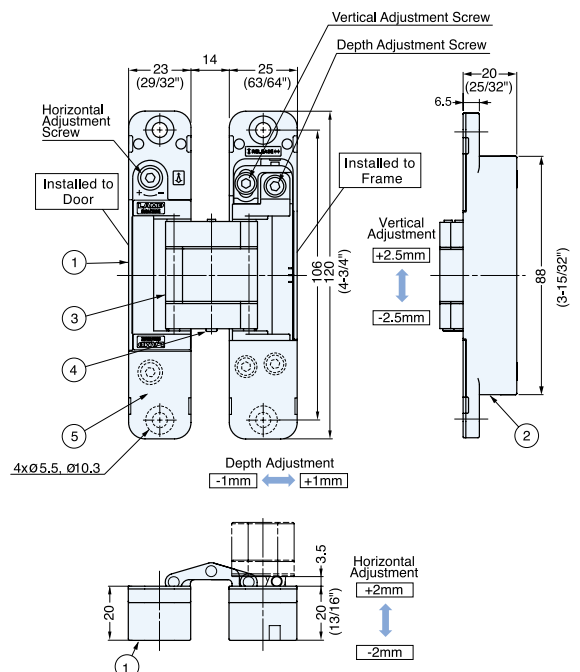 Vertical Adjustment Screw
Depth Adjustment Screw
23
(29/32")
14
25
(63/64")
20
(25/32")
6.5
Horizontal
Adjustment
Screw
RELEASE
+ −
Installed to
Door
Installed to
Frame
1
3
4
5
106
120
(4-3/4")
Vertical
Adjustment
+2.5mm
-2.5mm
88
(3-15/32")
2
4xØ5.5, Ø10.3
Depth Adjustment
-1mm
+1mm
3.5
20
20
(13/16")
Horizontal
Adjustment
+2mm
-2mm
1